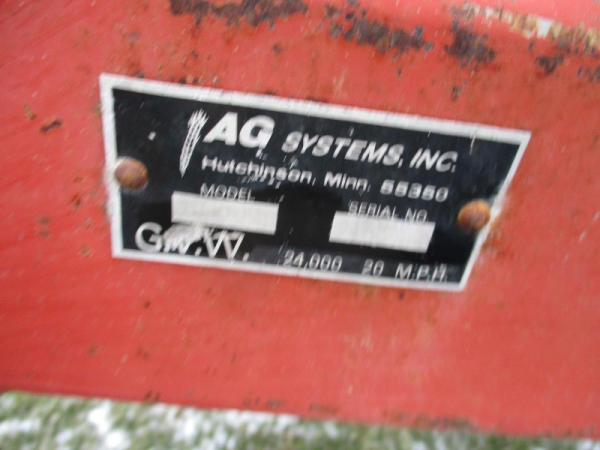 AG SYSTEMS, INC.
Hutchinson, Minn. 55350
MODEL SERIAL NO.
G.V.W. 24,000 20 M.P.H.